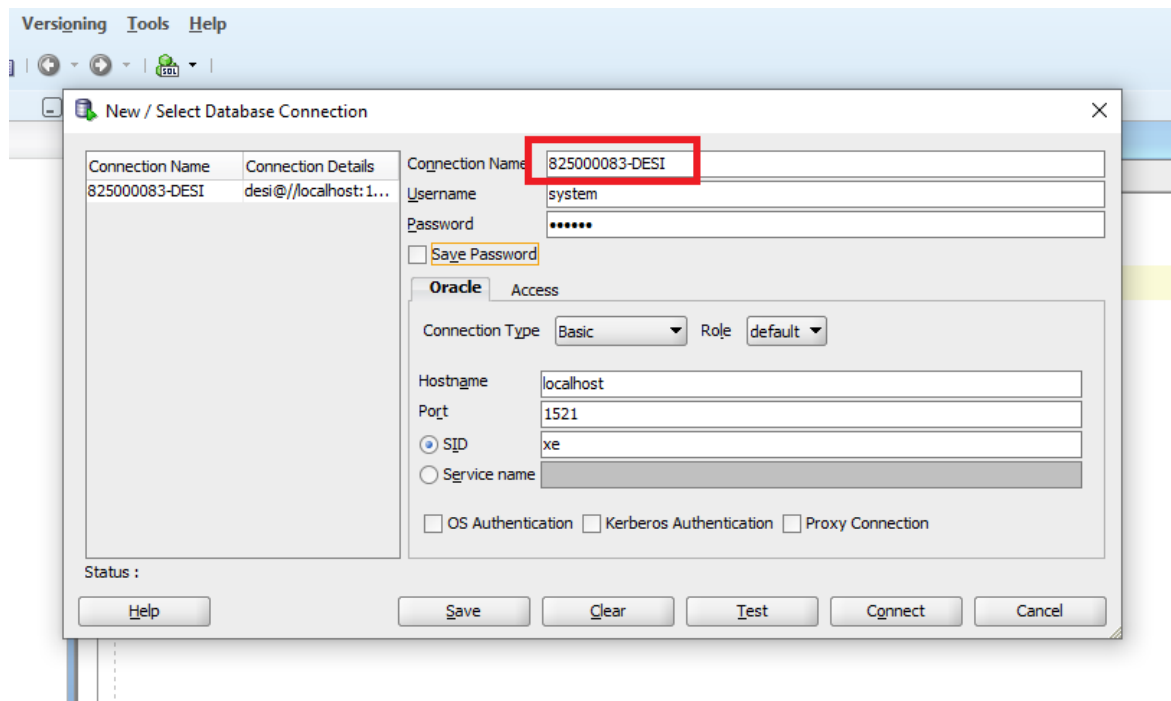 Versioning Tools Help
SQL
New / Select Database Connection
Connection Name Connection Details
825000083-DESI desi@//localhost:1...
Connection Name 825000083-DESI
Username system
Password ••••••
Save Password
Oracle Access
Connection Type Basic Role default
Hostname localhost
Port 1521
SID xe
Service name
OS Authentication Kerberos Authentication Proxy Connection
Status :
Help Save Clear Test Connect Cancel